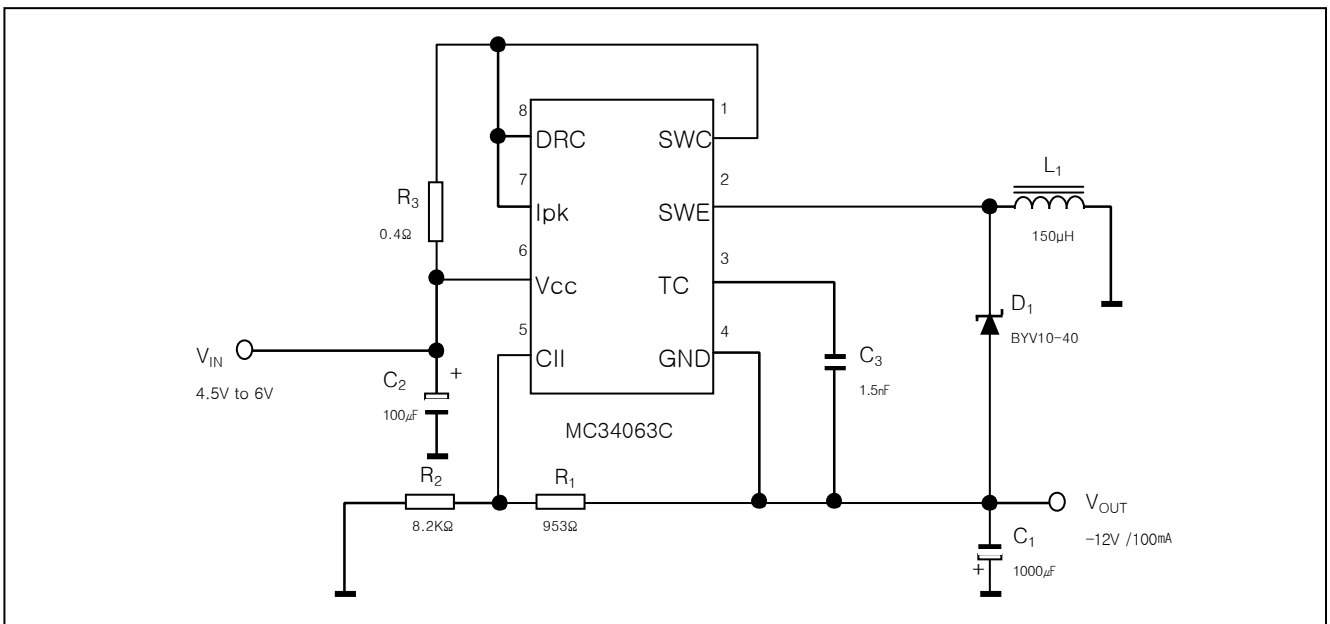 8
1
DRC
SWC
7
2
L₁
R₃
Ipk
SWE
0.4Ω
150μH
6
3
Vcc
TC
D₁
5
4
BYV10-40
V_IN
CII
GND
C₃
4.5V to 6V
C₂
+
1.5nF
100μF
MC34063C
R₂
R₁
V_OUT
8.2KΩ
953Ω
-12V /100mA
C₁
+
1000μF